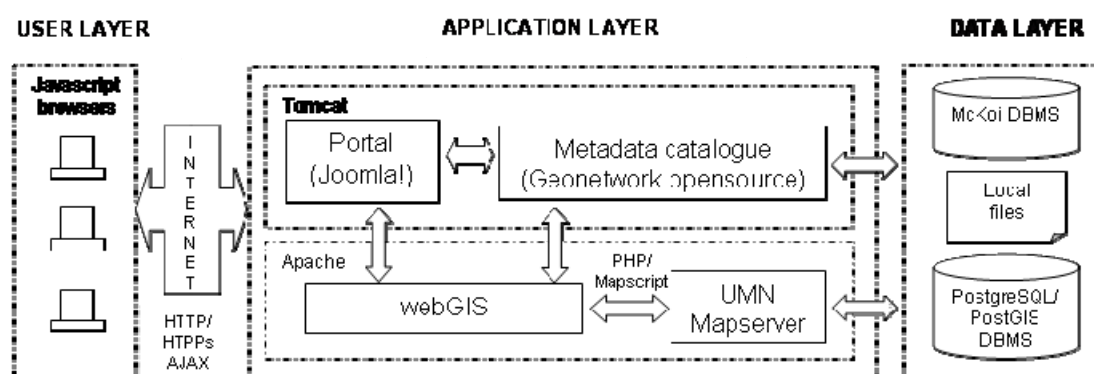 USER LAYER
APPLICATION LAYER
DATA LAYER
Javascript
browsers
INTERNET
HTTP/
HTPPs
AJAX
Tomcat
Portal
(Joomla!)
Metadata catalogue
(Geonetwork opensource)
Apache
webGIS
PHP/
Mapscript
UMN
Mapserver
McKoi DBMS
Local
files
PostgreSQL/
PostGIS
DBMS